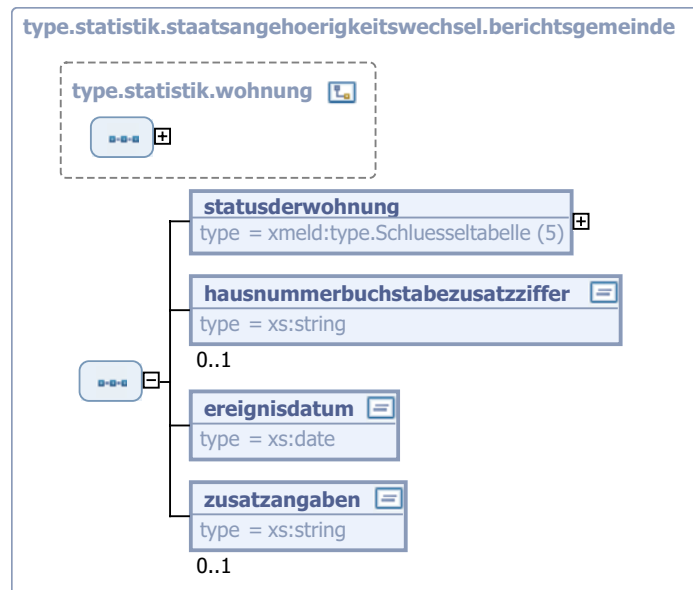 type.statistik.staatsangehoerigkeitswechsel.berichtsgemeinde
type.statistik.wohnung
statusderwohnung
type = xmeld:type.Schluesseltabelle (5)
hausnummerbuchstabezusatzziffer
type = xs:string
0..1
ereignisdatum
type = xs:date
zusatzangaben
type = xs:string
0..1